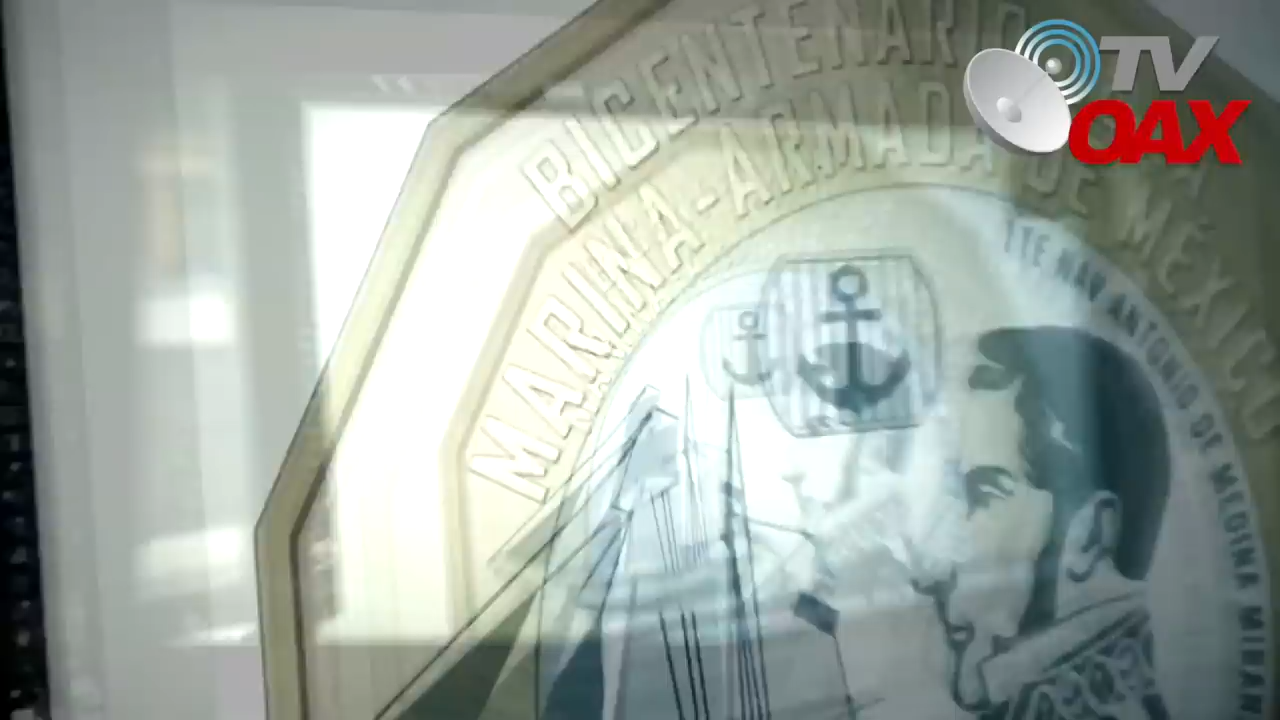 TV
OAX
BICENTENARIO
MARINA-ARMADA DE MÉXICO
TTE NAV ANTONIO DE MEDINA MIRAN